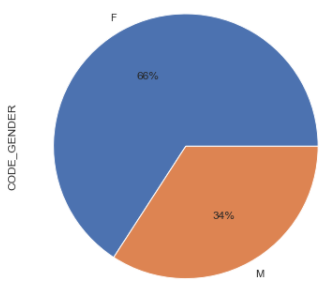 F
66%
CODE_GENDER
34%
M